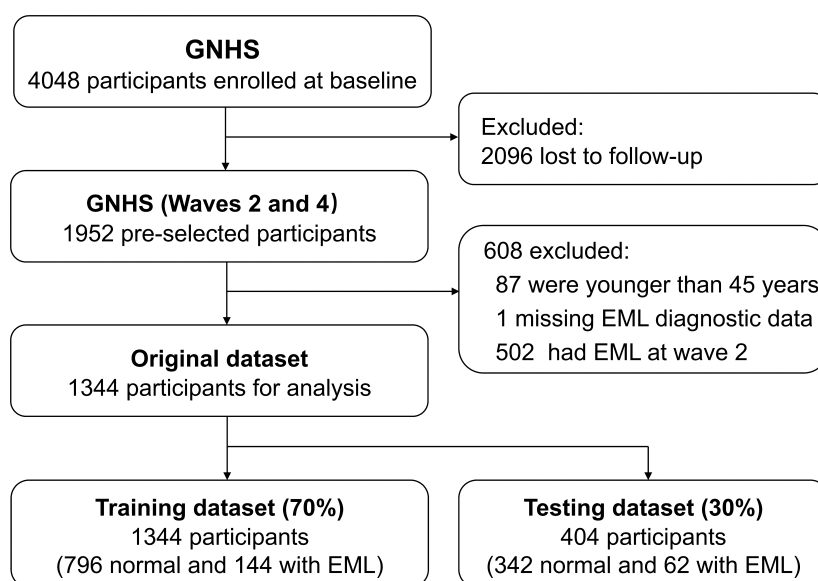 GNHS
4048 participants enrolled at baseline
Excluded:
2096 lost to follow-up
GNHS (Waves 2 and 4)
1952 pre-selected participants
608 excluded:
87 were younger than 45 years
1 missing EML diagnostic data
502 had EML at wave 2
Original dataset
1344 participants for analysis
Training dataset (70%)
1344 participants
(796 normal and 144 with EML)
Testing dataset (30%)
404 participants
(342 normal and 62 with EML)